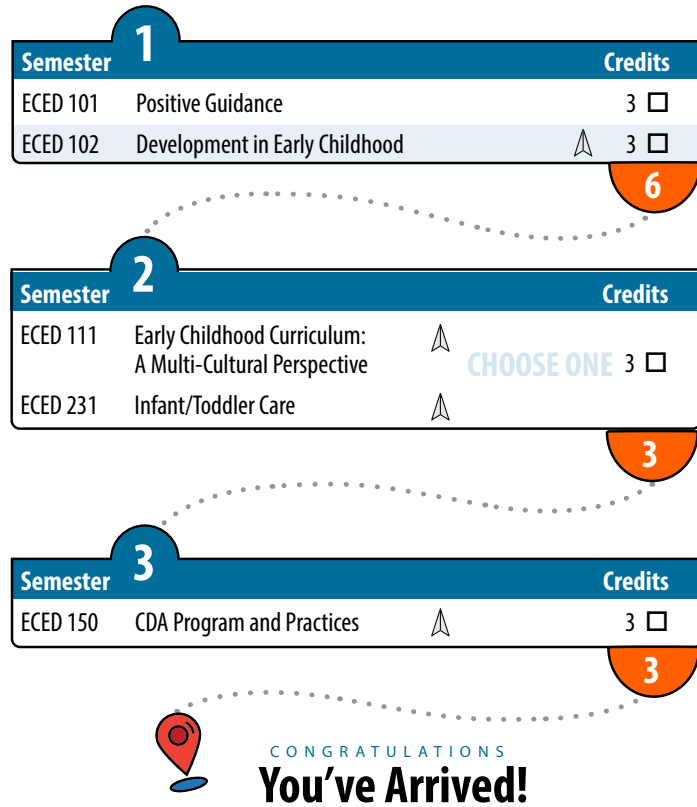 Semester 1 Credits
ECED 101 Positive Guidance 3
ECED 102 Development in Early Childhood 3
6
Semester 2 Credits
ECED 111 Early Childhood Curriculum:
A Multi-Cultural Perspective
CHOOSE ONE 3
ECED 231 Infant/Toddler Care
3
Semester 3 Credits
ECED 150 CDA Program and Practices 3
3
CONGRATULATIONS
You've Arrived!